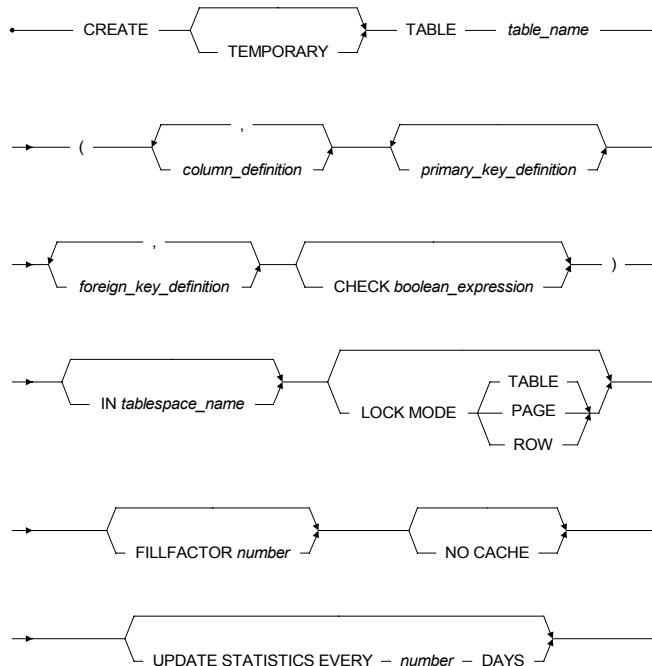 CREATE TABLE table_name
TEMPORARY
( , 
column_definition primary_key_definition
, )
foreign_key_definition CHECK boolean_expression
IN tablespace_name LOCK MODE TABLE
PAGE
ROW
FILLFACTOR number NO CACHE
UPDATE STATISTICS EVERY number DAYS